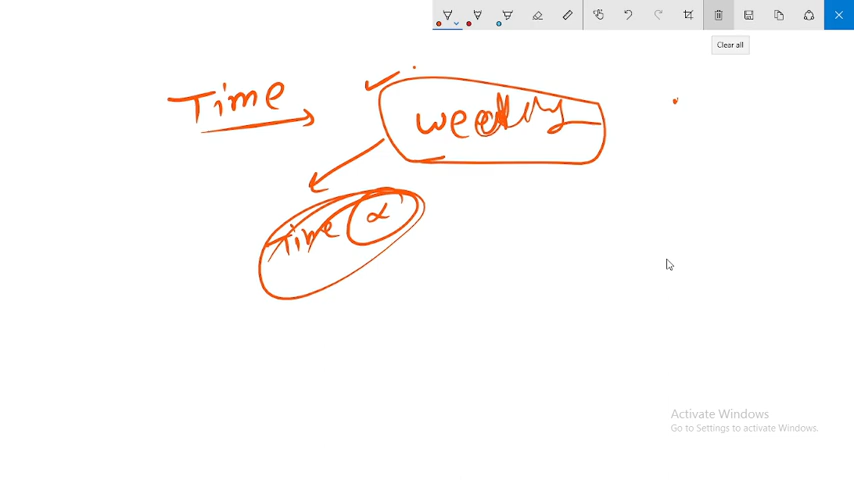 Clear all
Time weekly
Time α
Activate Windows
Go to Settings to activate Windows.